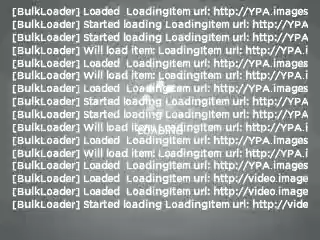 [BulkLoader] Loaded LoadingItem url: http://YPA.images
[BulkLoader] Started loading LoadingItem url: http://YPA
[BulkLoader] Loaded LoadingItem url: http://YPA.images
[BulkLoader] Will load item: LoadingItem url: http://YPA.i
[BulkLoader] Loaded LoadingItem url: http://YPA.images
[BulkLoader] Will load item: LoadingItem url: http://YPA.i
[BulkLoader] Loaded LoadingItem url: http://YPA.images
[BulkLoader] Started loading LoadingItem url: http://YPA
[BulkLoader] Started loading LoadingItem url: http://YPA
[BulkLoader] Will load item: LoadingItem url: http://YPA.i
LOADING
[BulkLoader] Loaded LoadingItem url: http://YPA.images
[BulkLoader] Will load item: LoadingItem url: http://YPA.i
[BulkLoader] Loaded LoadingItem url: http://YPA.images
[BulkLoader] Loaded LoadingItem url: http://video.image
[BulkLoader] Loaded LoadingItem url: http://video.image
[BulkLoader] Started loading LoadingItem url: http://vide